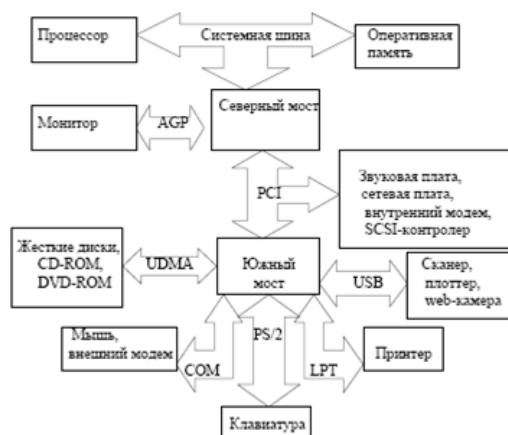 Процессор
Системная шина
Оперативная
память
Северный мост
Монитор
AGP
PCI
Звуковая плата,
сетевая плата,
внутренний модем,
SCSI-контролер
Жесткие диски,
CD-ROM,
DVD-ROM
UDMA
Южный
мост
USB
Сканер,
плоттер,
web-камера
Мышь,
внешний модем
COM
PS/2
LPT
Принтер
Клавиатура